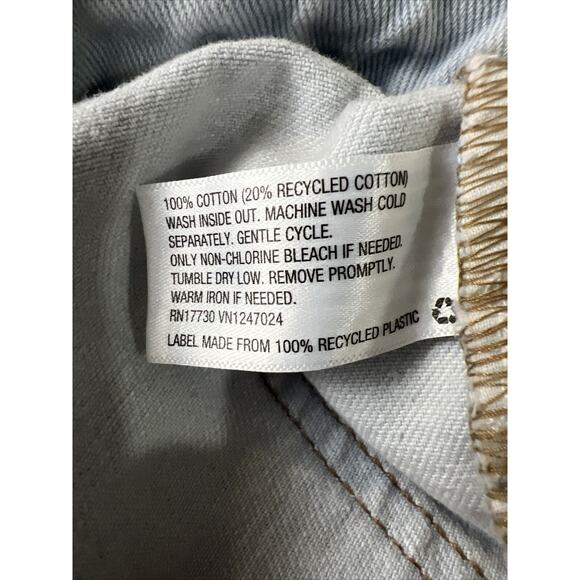 100% COTTON (20% RECYCLED COTTON)
WASH INSIDE OUT. MACHINE WASH COLD
SEPARATELY. GENTLE CYCLE.
ONLY NON-CHLORINE BLEACH IF NEEDED.
TUMBLE DRY LOW. REMOVE PROMPTLY.
WARM IRON IF NEEDED.
RN17730 VN1247024
LABEL MADE FROM 100% RECYCLED PLASTIC